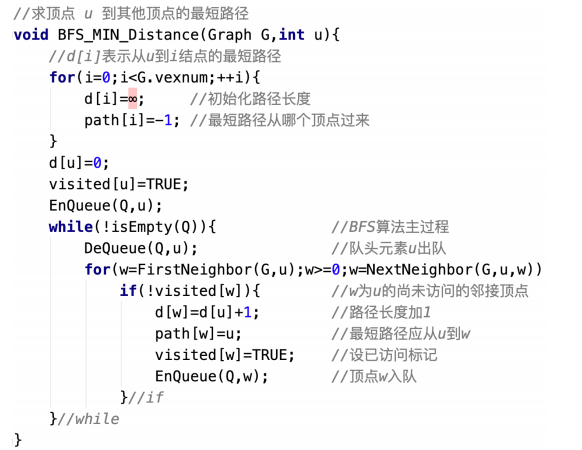 //求顶点 u 到其他顶点的最短路径
void BFS_MIN_Distance(Graph G,int u){
    //d[i]表示从u到i结点的最短路径
    for(i=0;i<G.vexnum;++i){
        d[i]=∞;     //初始化路径长度
        path[i]=-1; //最短路径从哪个顶点过来
    }
    d[u]=0;
    visited[u]=TRUE;
    EnQueue(Q,u);
    while(!isEmpty(Q)){             //BFS算法主过程
        DeQueue(Q,u);               //队头元素u出队
        for(w=FirstNeighbor(G,u);w>=0;w=NextNeighbor(G,u,w))
            if(!visited[w]){        //w为u的尚未访问的邻接顶点
                d[w]=d[u]+1;        //路径长度加1
                path[w]=u;          //最短路径应从u到w
                visited[w]=TRUE;    //设已访问标记
                EnQueue(Q,w);       //顶点w入队
            }//if
    }//while
}